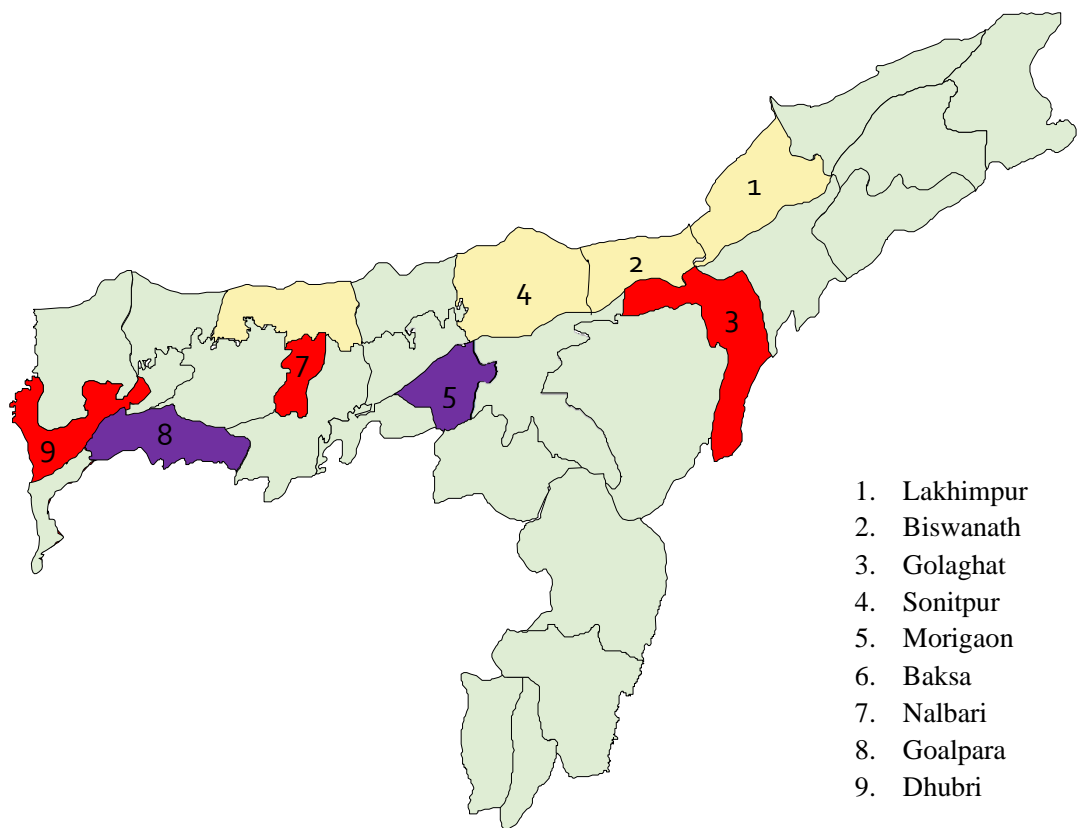 1
2
4
3
7
5
8
9
1. Lakhimpur
2. Biswanath
3. Golaghat
4. Sonitpur
5. Morigaon
6. Baksa
7. Nalbari
8. Goalpara
9. Dhubri